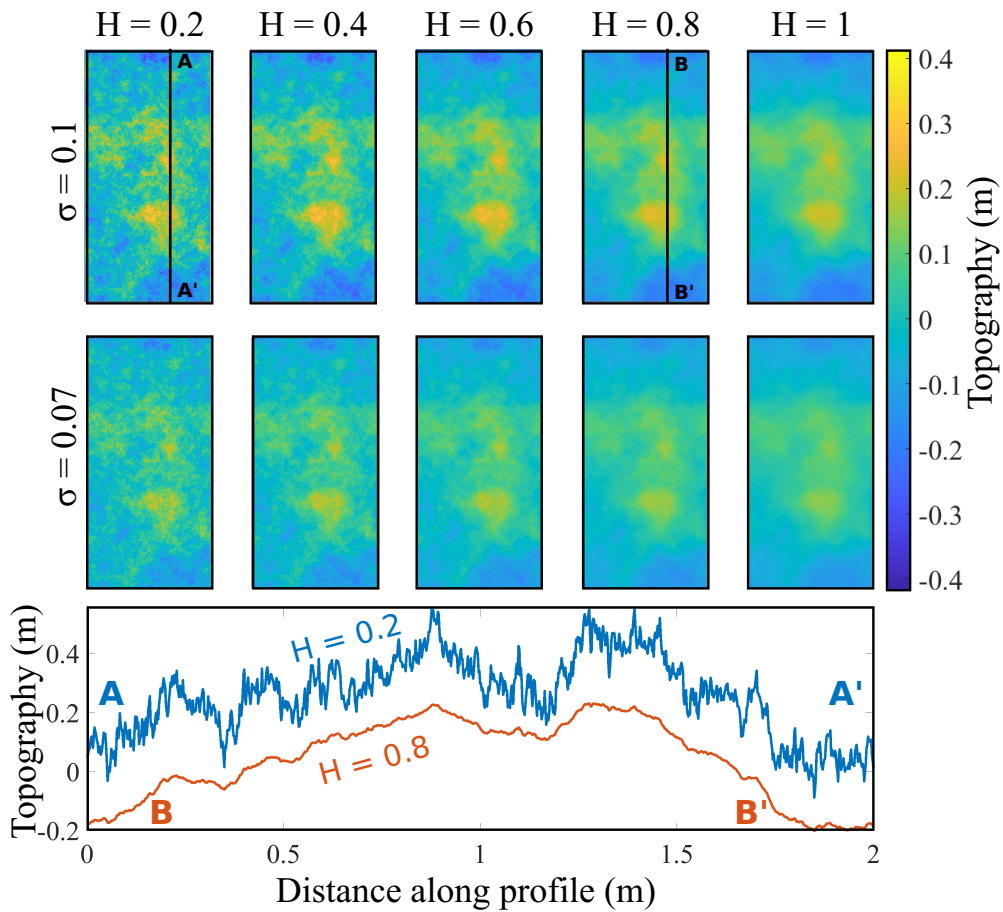 H = 0.2 H = 0.4 H = 0.6 H = 0.8 H = 1
σ = 0.1
A
A'
B
B'
0.4
0.3
0.2
0.1
0
-0.1
-0.2
-0.3
-0.4
Topography (m)
σ = 0.07
Topography (m)
0.4
0.2
0
-0.2
H = 0.2
A
A'
H = 0.8
B
B'
0 0.5 1 1.5 2
Distance along profile (m)